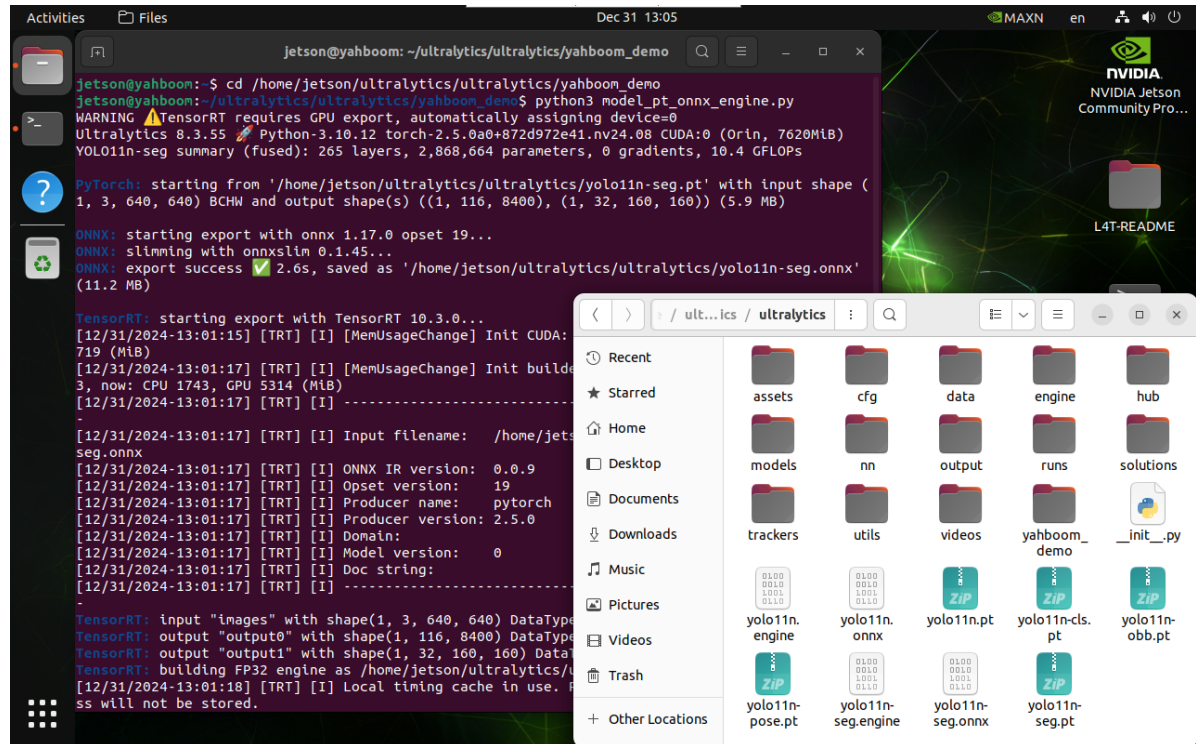 Activities
Files
Dec 31 13:05
MAXN
en
jetson@yahboom: ~/ultralytics/ultralytics/yahboom_demo
jetson@yahboom:~$ cd /home/jetson/ultralytics/ultralytics/yahboom_demo
jetson@yahboom:~/ultralytics/ultralytics/yahboom_demo$ python3 model_pt_onnx_engine.py
WARNING ⚠️TensorRT requires GPU export, automatically assigning device=0
Ultralytics 8.3.55 🚀 Python-3.10.12 torch-2.5.0a0+872d972e41.nv24.08 CUDA:0 (Orin, 7620MiB)
YOLO11n-seg summary (fused): 265 layers, 2,868,664 parameters, 0 gradients, 10.4 GFLOPs
PyTorch: starting from '/home/jetson/ultralytics/ultralytics/yolo11n-seg.pt' with input shape (
1, 3, 640, 640) BCHW and output shape(s) ((1, 116, 8400), (1, 32, 160, 160)) (5.9 MB)
ONNX: starting export with onnx 1.17.0 opset 19...
ONNX: slimming with onnxslim 0.1.45...
ONNX: export success ✅ 2.6s, saved as '/home/jetson/ultralytics/ultralytics/yolo11n-seg.onnx'
(11.2 MB)
TensorRT: starting export with TensorRT 10.3.0...
[12/31/2024-13:01:15] [TRT] [I] [MemUsageChange] Init CUDA:
719 (MiB)
[12/31/2024-13:01:17] [TRT] [I] [MemUsageChange] Init builde
3, now: CPU 1743, GPU 5314 (MiB)
[12/31/2024-13:01:17] [TRT] [I] ----------------------------
-
[12/31/2024-13:01:17] [TRT] [I] Input filename:   /home/jets
seg.onnx
[12/31/2024-13:01:17] [TRT] [I] ONNX IR version:  0.0.9
[12/31/2024-13:01:17] [TRT] [I] Opset version:    19
[12/31/2024-13:01:17] [TRT] [I] Producer name:    pytorch
[12/31/2024-13:01:17] [TRT] [I] Producer version: 2.5.0
[12/31/2024-13:01:17] [TRT] [I] Domain:
[12/31/2024-13:01:17] [TRT] [I] Model version:    0
[12/31/2024-13:01:17] [TRT] [I] Doc string:
[12/31/2024-13:01:17] [TRT] [I] ----------------------------
-
TensorRT: input "images" with shape(1, 3, 640, 640) DataType
TensorRT: output "output0" with shape(1, 116, 8400) DataType
TensorRT: output "output1" with shape(1, 32, 160, 160) DataT
TensorRT: building FP32 engine as /home/jetson/ultralytics/u
[12/31/2024-13:01:18] [TRT] [I] Local timing cache in use.
ss will not be stored.
NVIDIA.
NVIDIA Jetson
Community Pro...
L4T-README
/ ult...ics / ultralytics
Recent
Starred
Home
Desktop
Documents
Downloads
Music
Pictures
Videos
Trash
+ Other Locations
assets
cfg
data
engine
hub
models
nn
output
runs
solutions
trackers
utils
videos
yahboom_
demo
__init__.py
yolo11n.
engine
yolo11n.
onnx
ZIP
yolo11n.pt
ZIP
yolo11n-cls.
pt
ZIP
yolo11n-
obb.pt
ZIP
yolo11n-
pose.pt
yolo11n-
seg.engine
yolo11n-
seg.onnx
ZIP
yolo11n-
seg.pt